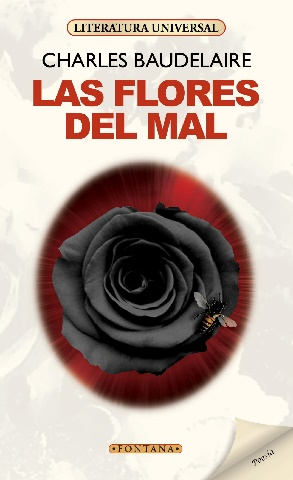 LITERATURA UNIVERSAL
CHARLES BAUDELAIRE
LAS FLORES
DEL MAL
FONTANA
Poesía